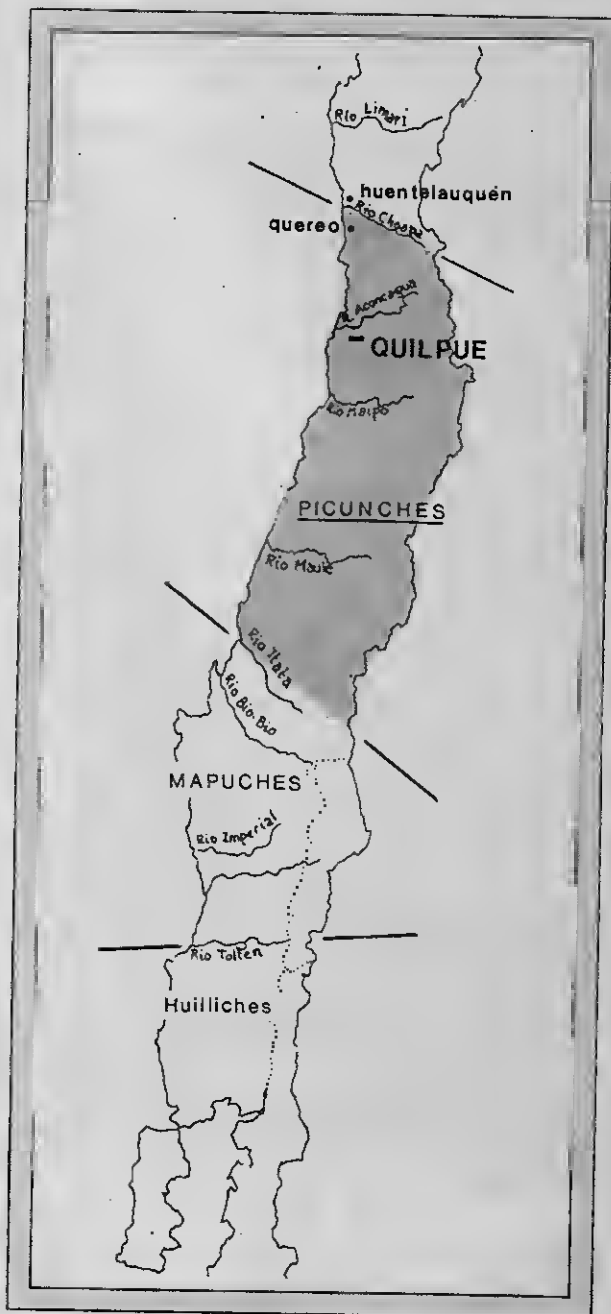 Río Limarí
huentelauquén
Río Choapa
quereo
R. Aconcagua
QUILPUE
Río Maipo
PICUNCHES
Río Maule
Río Itata
Río Bío-Bío
MAPUCHES
Río Imperial
Río Tolten
Huilliches